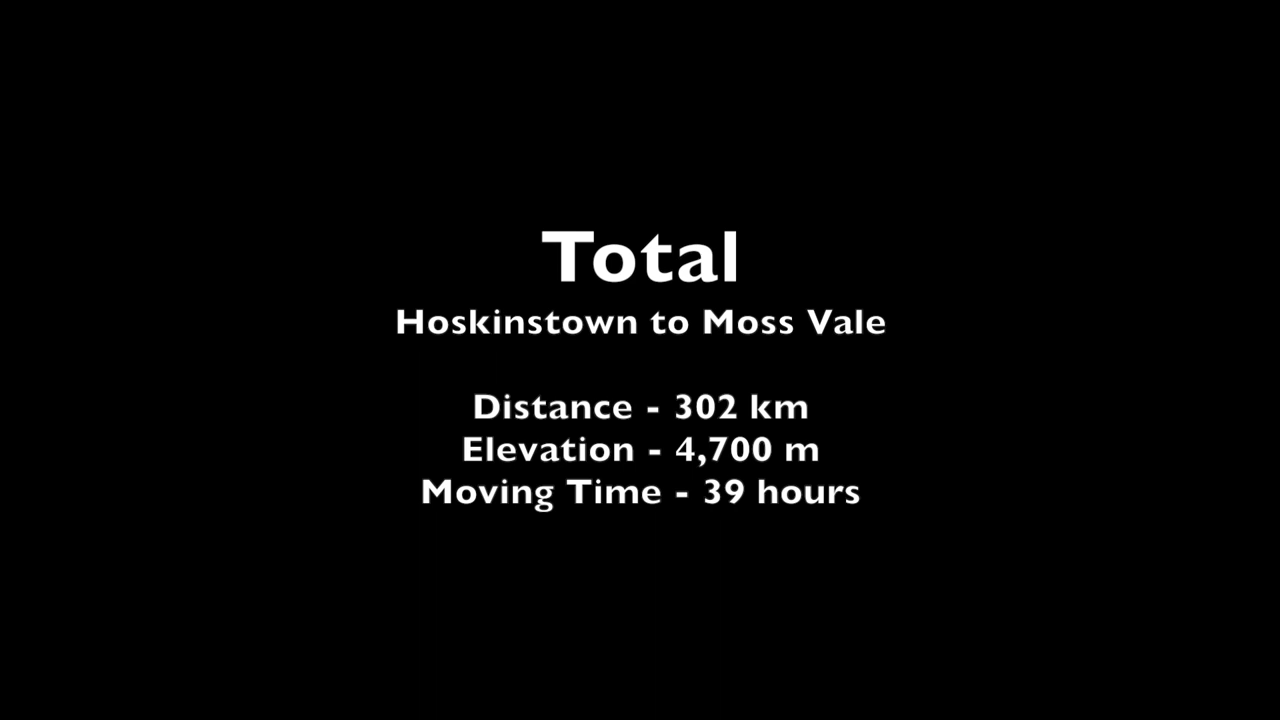 Total
Hoskinstown to Moss Vale
Distance - 302 km
Elevation - 4,700 m
Moving Time - 39 hours